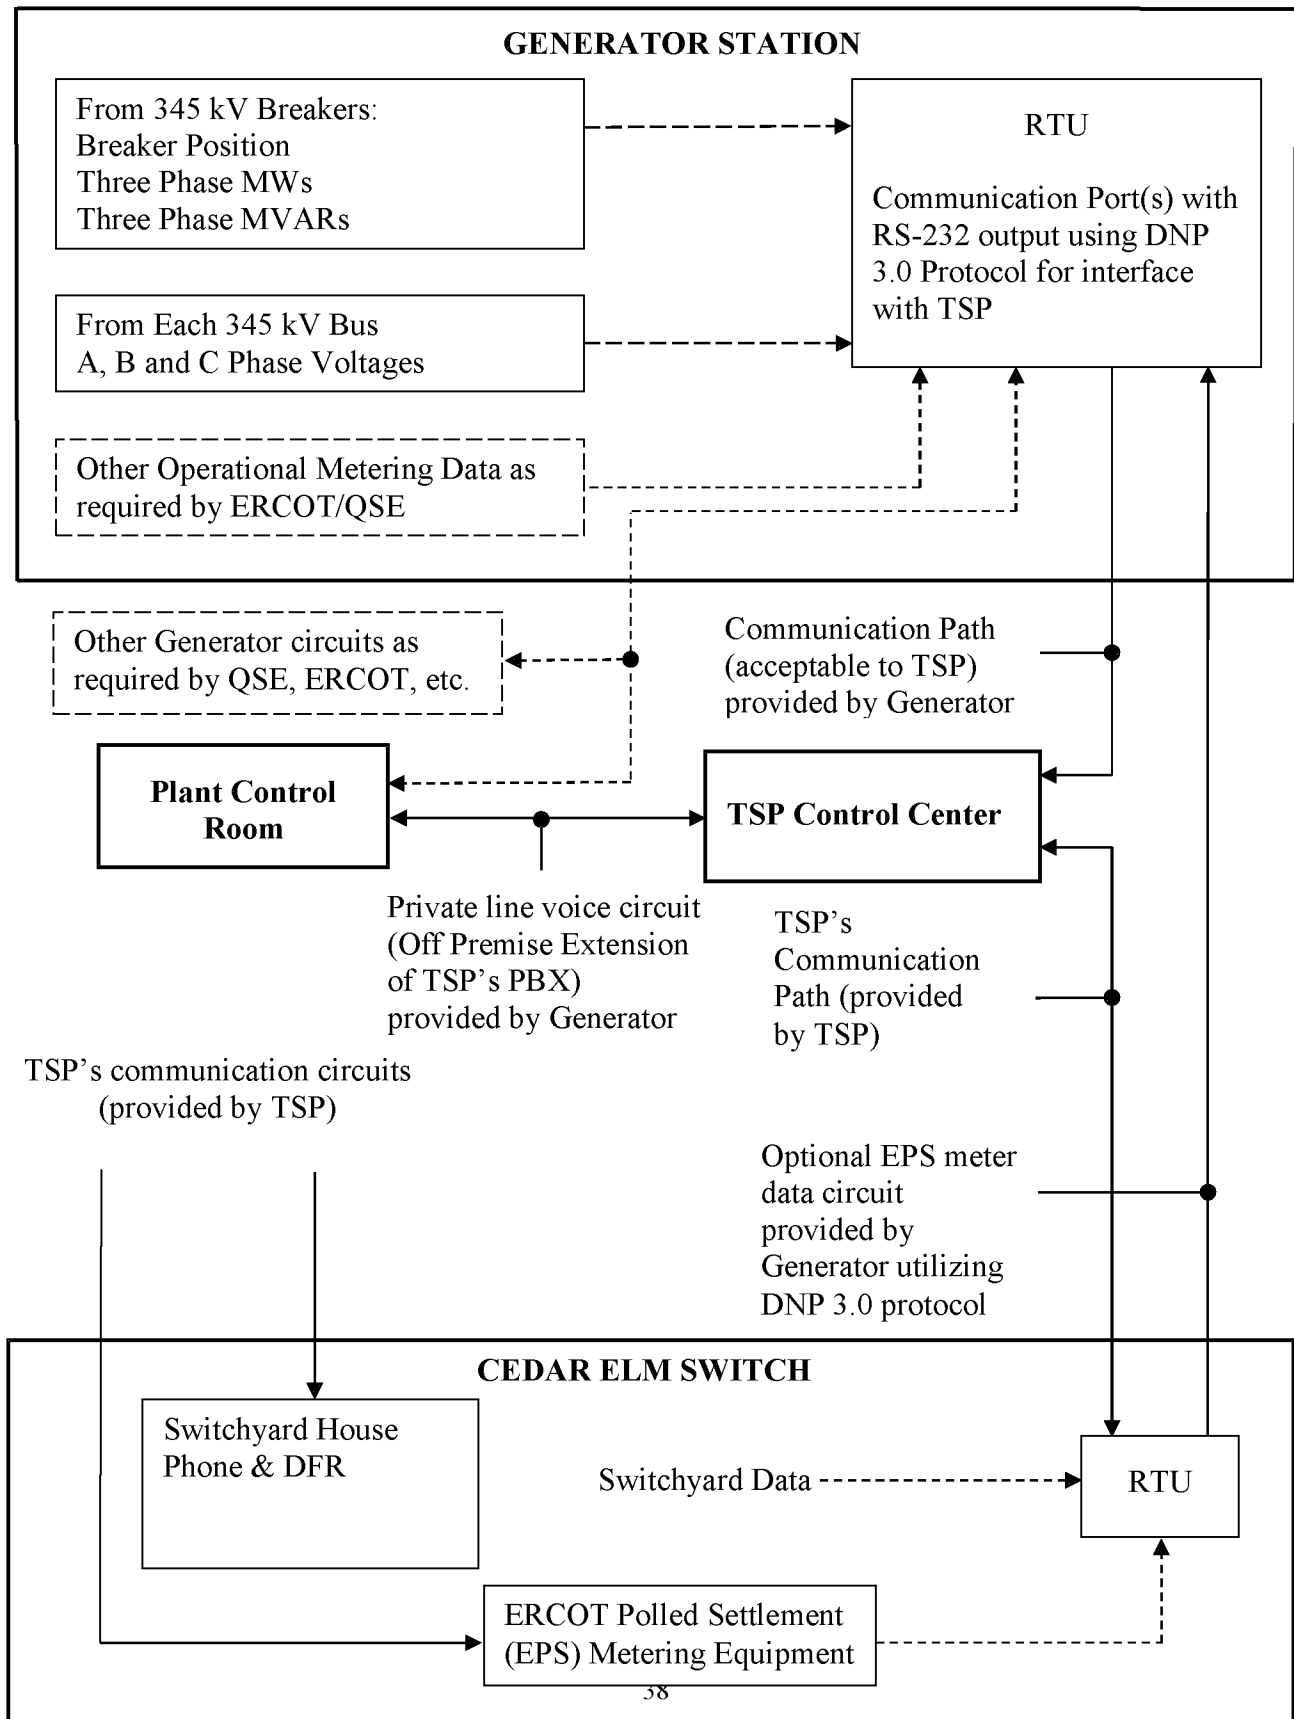 GENERATOR STATION
From 345 kV Breakers:
Breaker Position
Three Phase MWs
Three Phase MVARs
RTU
Communication Port(s) with
RS-232 output using DNP
3.0 Protocol for interface
with TSP
From Each 345 kV Bus
A, B and C Phase Voltages
Other Operational Metering Data as
required by ERCOT/QSE
Other Generator circuits as
required by QSE, ERCOT, etc.
Communication Path
(acceptable to TSP)
provided by Generator
Plant Control
Room
TSP Control Center
Private line voice circuit
(Off Premise Extension
of TSP's PBX)
provided by Generator
TSP's
Communication
Path (provided
by TSP)
TSP's communication circuits
(provided by TSP)
Optional EPS meter
data circuit
provided by
Generator utilizing
DNP 3.0 protocol
CEDAR ELM SWITCH
Switchyard House
Phone & DFR
Switchyard Data
RTU
ERCOT Polled Settlement
(EPS) Metering Equipment
38